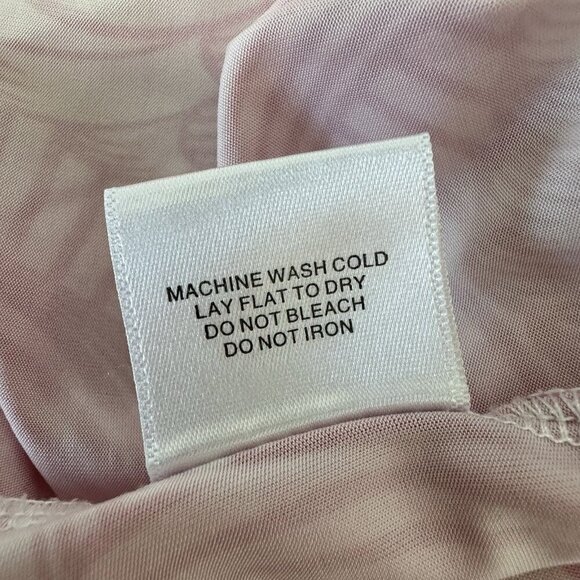 MACHINE WASH COLD
LAY FLAT TO DRY
DO NOT BLEACH
DO NOT IRON